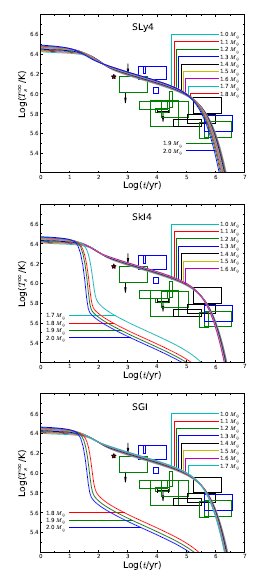 SLy4
6.6
6.4
6.2
6.0
5.8
5.6
5.4
Log(T_s^∞/K)
1.0 M⊙
1.1 M⊙
1.2 M⊙
1.3 M⊙
1.4 M⊙
1.5 M⊙
1.6 M⊙
1.7 M⊙
1.8 M⊙
1.9 M⊙
2.0 M⊙
0 1 2 3 4 5 6 7
Log(t/yr)
SkI4
6.6
6.4
6.2
6.0
5.8
5.6
5.4
Log(T_s^∞/K)
1.0 M⊙
1.1 M⊙
1.2 M⊙
1.3 M⊙
1.4 M⊙
1.5 M⊙
1.6 M⊙
1.7 M⊙
1.8 M⊙
1.9 M⊙
2.0 M⊙
0 1 2 3 4 5 6 7
Log(t/yr)
SGI
6.6
6.4
6.2
6.0
5.8
5.6
5.4
Log(T_s^∞/K)
1.0 M⊙
1.1 M⊙
1.2 M⊙
1.3 M⊙
1.4 M⊙
1.5 M⊙
1.6 M⊙
1.7 M⊙
1.8 M⊙
1.9 M⊙
2.0 M⊙
0 1 2 3 4 5 6 7
Log(t/yr)